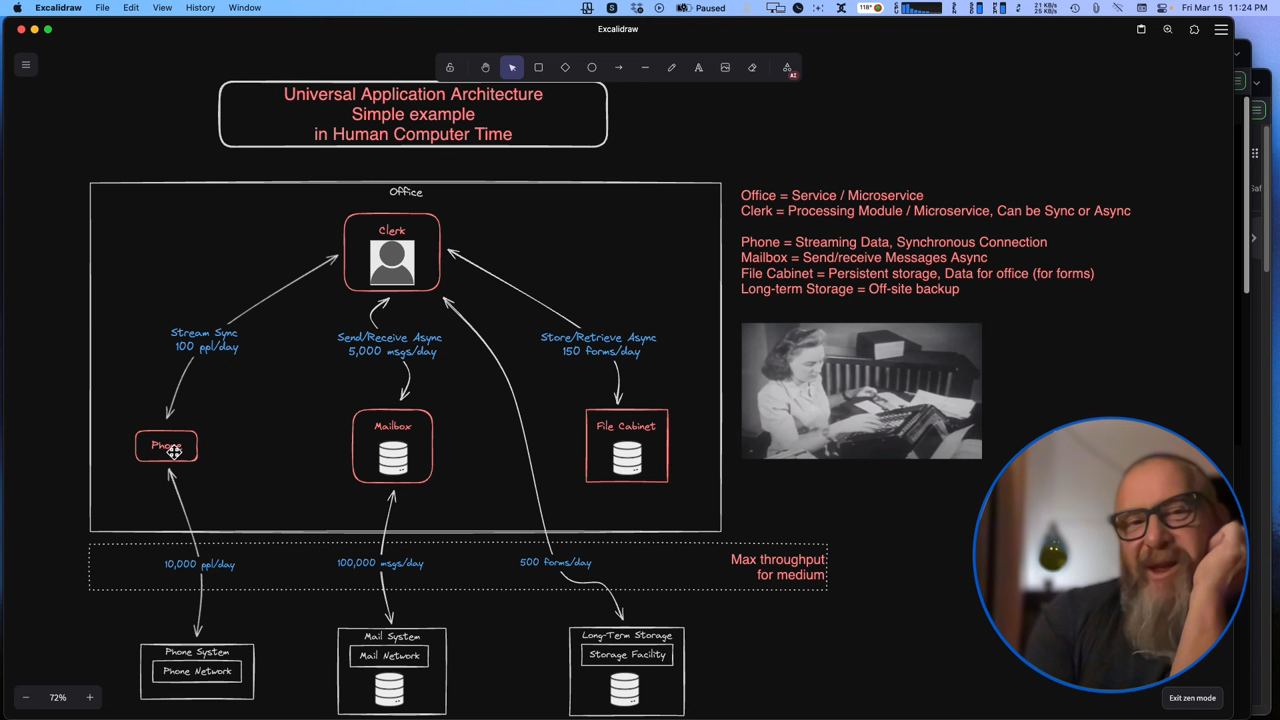 Excalidraw File Edit View History Window
Paused
118°
21 KB/s
25 KB/s
Fri Mar 15 11:24 PM
Excalidraw
AI
Universal Application Architecture
Simple example
in Human Computer Time
Office
Clerk
Stream Sync
100 ppl/day
Send/Receive Async
5,000 msgs/day
Store/Retrieve Async
150 forms/day
Phone
Mailbox
File Cabinet
Office = Service / Microservice
Clerk = Processing Module / Microservice, Can be Sync or Async
Phone = Streaming Data, Synchronous Connection
Mailbox = Send/receive Messages Async
File Cabinet = Persistent storage, Data for office (for forms)
Long-term Storage = Off-site backup
10,000 ppl/day
100,000 msgs/day
500 forms/day
Max throughput
for medium
Phone System
Phone Network
Mail System
Mail Network
Long-Term Storage
Storage Facility
72%
Exit zen mode